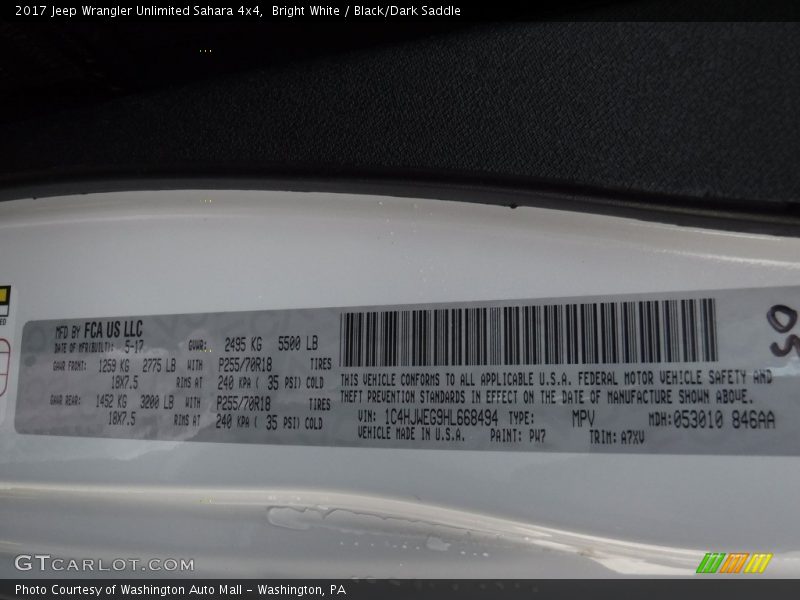 2017 Jeep Wrangler Unlimited Sahara 4x4,  Bright White / Black/Dark Saddle
MFD BY FCA US LLC
DATE OF MFR(BUILT): 5-17 GVWR: 2495 KG 5500 LB
GAWR FRONT: 1259 KG 2775 LB WITH P255/70R18 TIRES
18X7.5 RIMS AT 240 KPA ( 35 PSI) COLD
GAWR REAR: 1452 KG 3200 LB WITH P255/70R18 TIRES
18X7.5 RIMS AT 240 KPA ( 35 PSI) COLD
THIS VEHICLE CONFORMS TO ALL APPLICABLE U.S.A. FEDERAL MOTOR VEHICLE SAFETY AND
THEFT PREVENTION STANDARDS IN EFFECT ON THE DATE OF MANUFACTURE SHOWN ABOVE.
VIN: 1C4HJWEG9HL668494 TYPE: MPV MDH:053010 846AA
VEHICLE MADE IN U.S.A. PAINT: PW7 TRIM: A7XV
05
GTCARLOT.COM
Photo Courtesy of Washington Auto Mall - Washington, PA